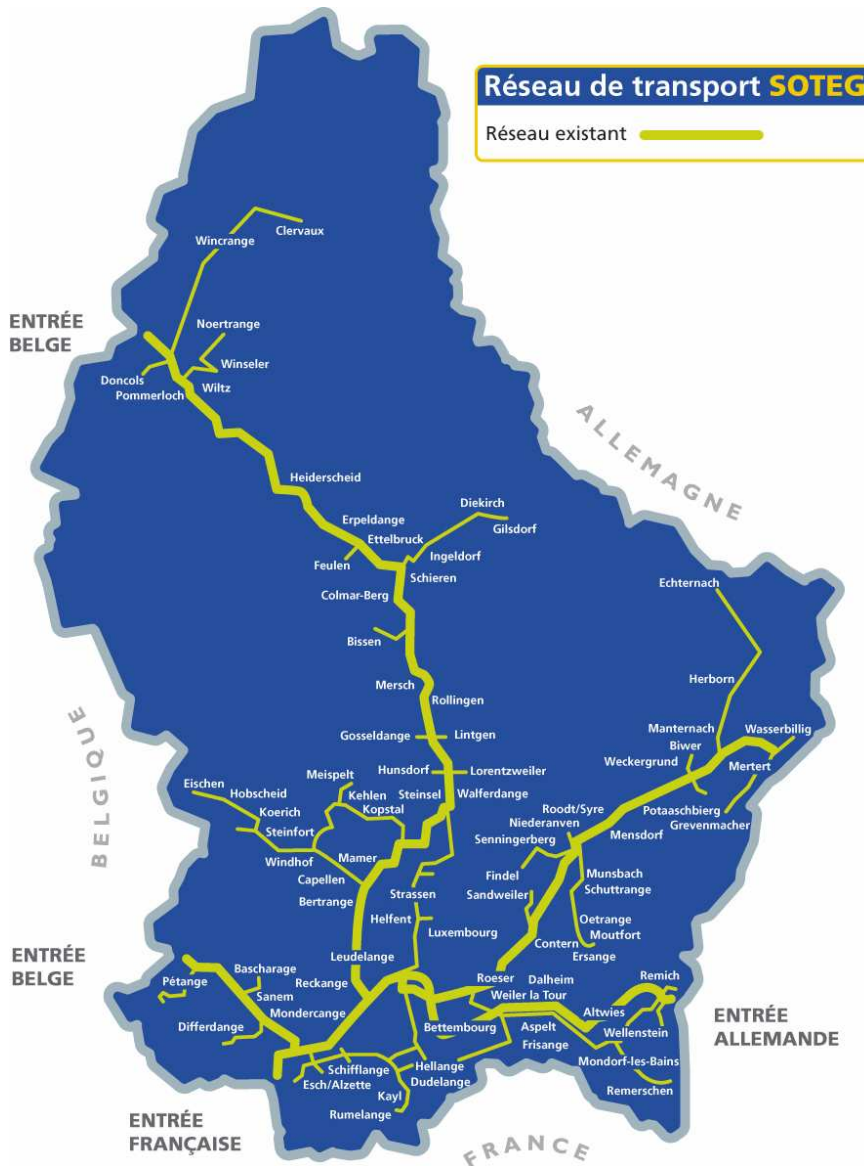 Réseau de transport SOTEG
Réseau existant
Clervaux
Wincrange
ENTRÉE
BELGE
Noertrange
Winseler
Doncols
Wiltz
Pommerloch
ALLEMAGNE
Heiderscheid
Diekirch
Erpeldange
Gilsdorf
Ettelbruck
Ingeldorf
Feulen
Schieren
Echternach
Colmar-Berg
Bissen
Herborn
Mersch
Rollingen
BELGIQUE
Manternach
Wasserbillig
Gosseldange
Lintgen
Biwer
Weckergrund
Mertert
Meispelt
Hunsdorf
Lorentzweiler
Eischen
Hobscheid
Kehlen
Steinsel
Walferdange
Koerich
Kopstal
Roodt/Syre
Potaaschbierg
Niederanven
Grevenmacher
Steinfort
Mensdorf
Senningerberg
Windhof
Mamer
Findel
Munsbach
Capellen
Schuttrange
Strassen
Sandweiler
Bertrange
Helfent
Oetrange
Luxembourg
Moutfort
Contern
Ersange
ENTRÉE
BELGE
Leudelange
Bascharage
Remich
Pétange
Reckange
Roeser
Dalheim
Sanem
Weiler la Tour
Mondercange
Altwies
ENTRÉE
ALLEMANDE
Differdange
Bettembourg
Aspelt
Wellenstein
Frisange
Mondorf-les-Bains
Schifflange
Hellange
Esch/Alzette
Dudelange
Remerschen
Kayl
Rumelange
ENTRÉE
FRANÇAISE
FRANCE